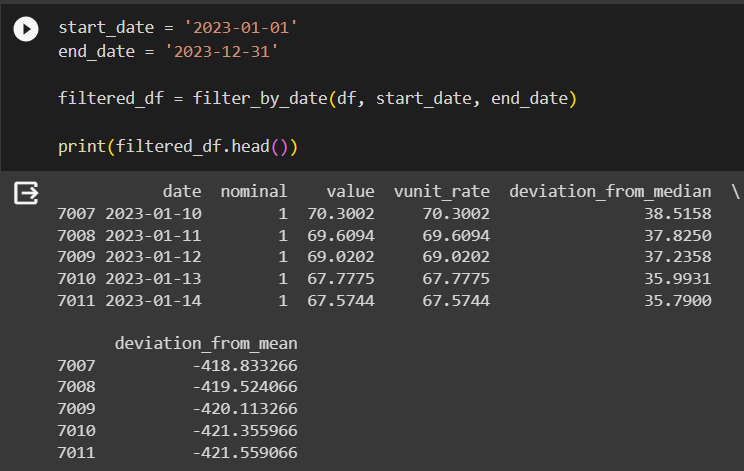 start_date = '2023-01-01'
end_date = '2023-12-31'
filtered_df = filter_by_date(df, start_date, end_date)
print(filtered_df.head())
date nominal value vunit_rate deviation_from_median \
7007 2023-01-10 1 70.3002 70.3002 38.5158
7008 2023-01-11 1 69.6094 69.6094 37.8250
7009 2023-01-12 1 69.0202 69.0202 37.2358
7010 2023-01-13 1 67.7775 67.7775 35.9931
7011 2023-01-14 1 67.5744 67.5744 35.7900
deviation_from_mean
7007 -418.833266
7008 -419.524066
7009 -420.113266
7010 -421.355966
7011 -421.559066